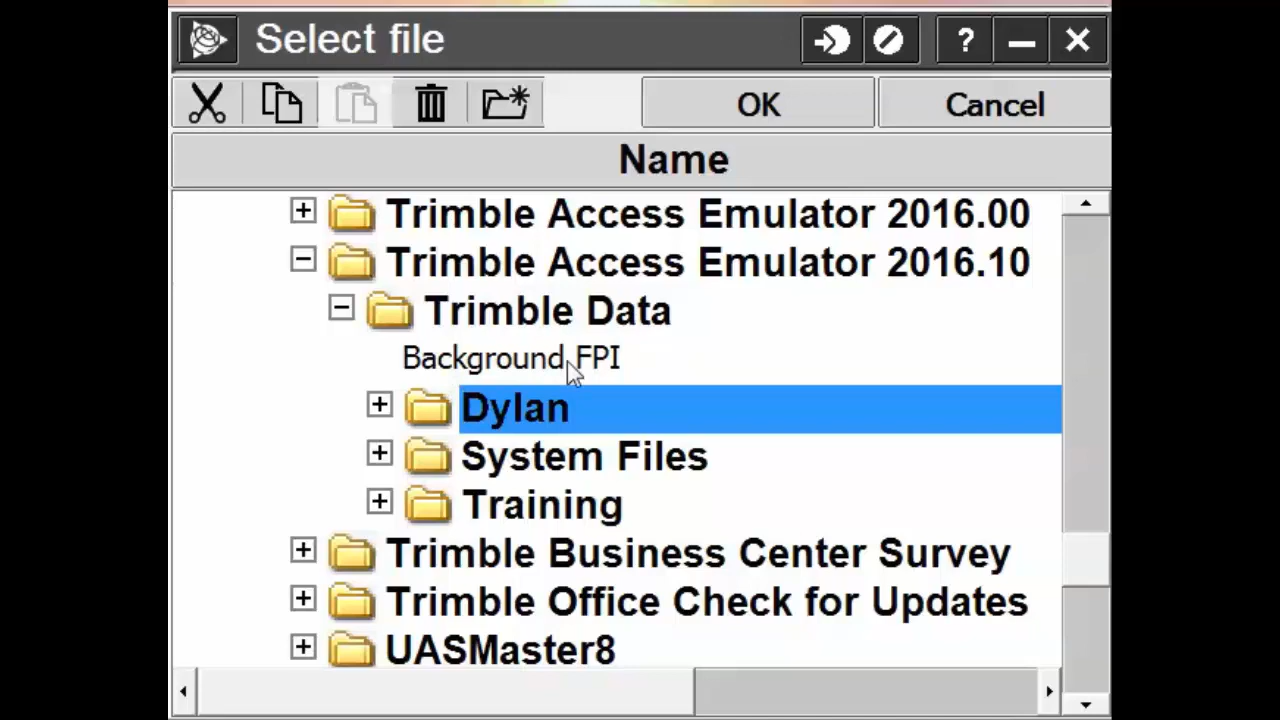 Select file
?
OK
Cancel
Name
Trimble Access Emulator 2016.00
Trimble Access Emulator 2016.10
Trimble Data
Background FPI
Dylan
System Files
Training
Trimble Business Center Survey
Trimble Office Check for Updates
UASMaster8